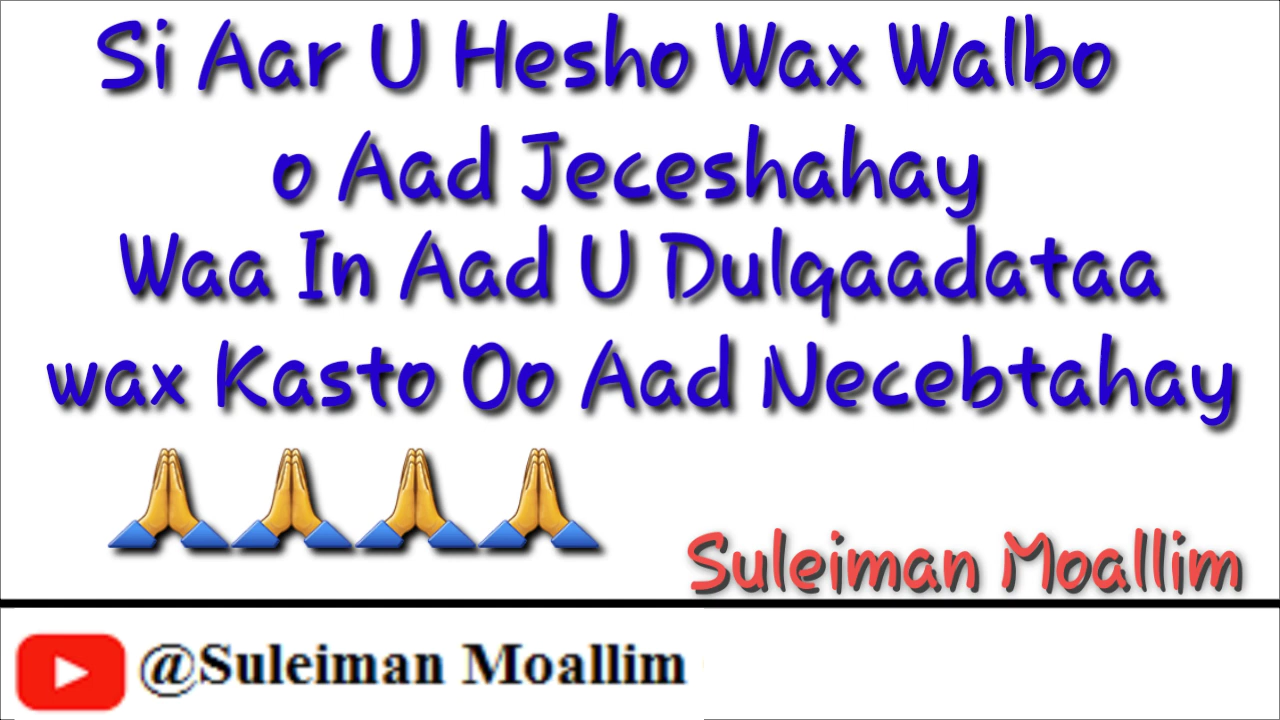 Si Aar U Hesho Wax Walbo
o Aad Jeceshahay
Waa In Aad U Dulqaadataa
wax Kasto Oo Aad Necebtahay
🙏🙏🙏🙏
Suleiman Moallim
@Suleiman Moallim